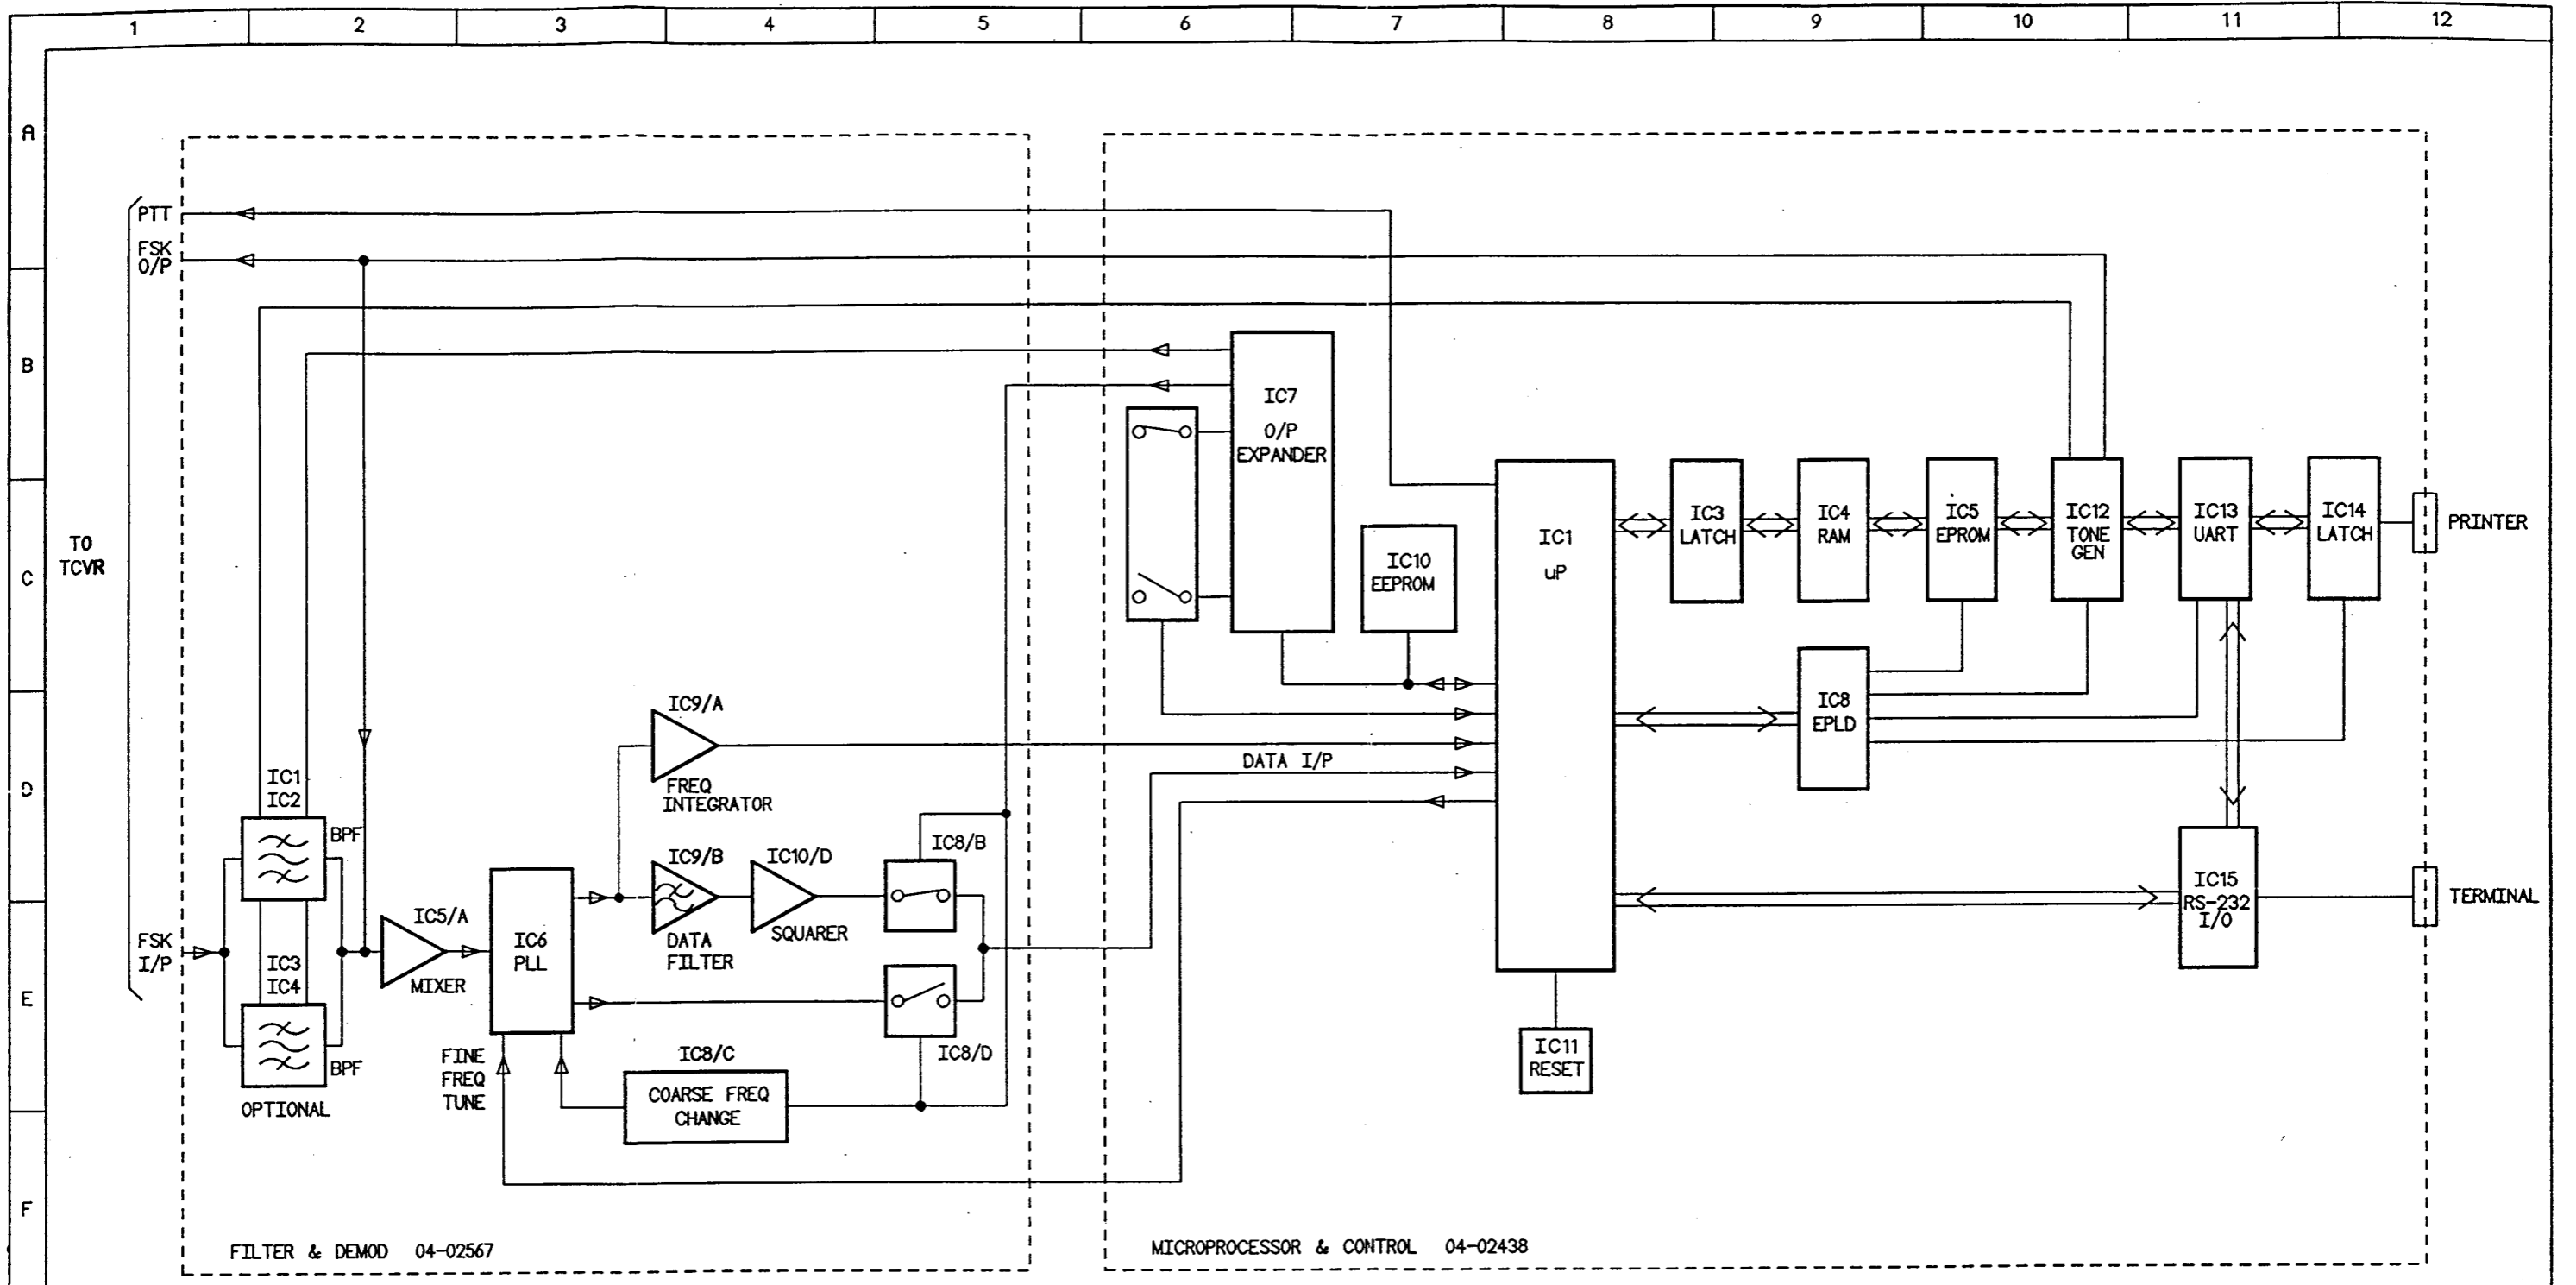 1 2 3 4 5 6 7 8 9 10 11 12
A
B
C
D
E
F
TO
TCVR
PTT
FSK
O/P
FSK
I/P
IC1
IC2
BPF
IC3
IC4
BPF
OPTIONAL
IC5/A
MIXER
IC6
PLL
FINE
FREQ
TUNE
IC9/A
FREQ
INTEGRATOR
IC9/B
DATA
FILTER
IC10/D
SQUARER
IC8/B
IC8/D
IC8/C
COARSE FREQ
CHANGE
FILTER & DEMOD 04-02567
IC7
O/P
EXPANDER
IC10
EEPROM
DATA I/P
IC1
uP
IC11
RESET
IC3
LATCH
IC4
RAM
IC5
EPROM
IC12
TONE
GEN
IC13
UART
IC14
LATCH
PRINTER
IC8
EPLD
IC15
RS-232
I/O
TERMINAL
MICROPROCESSOR & CONTROL 04-02438